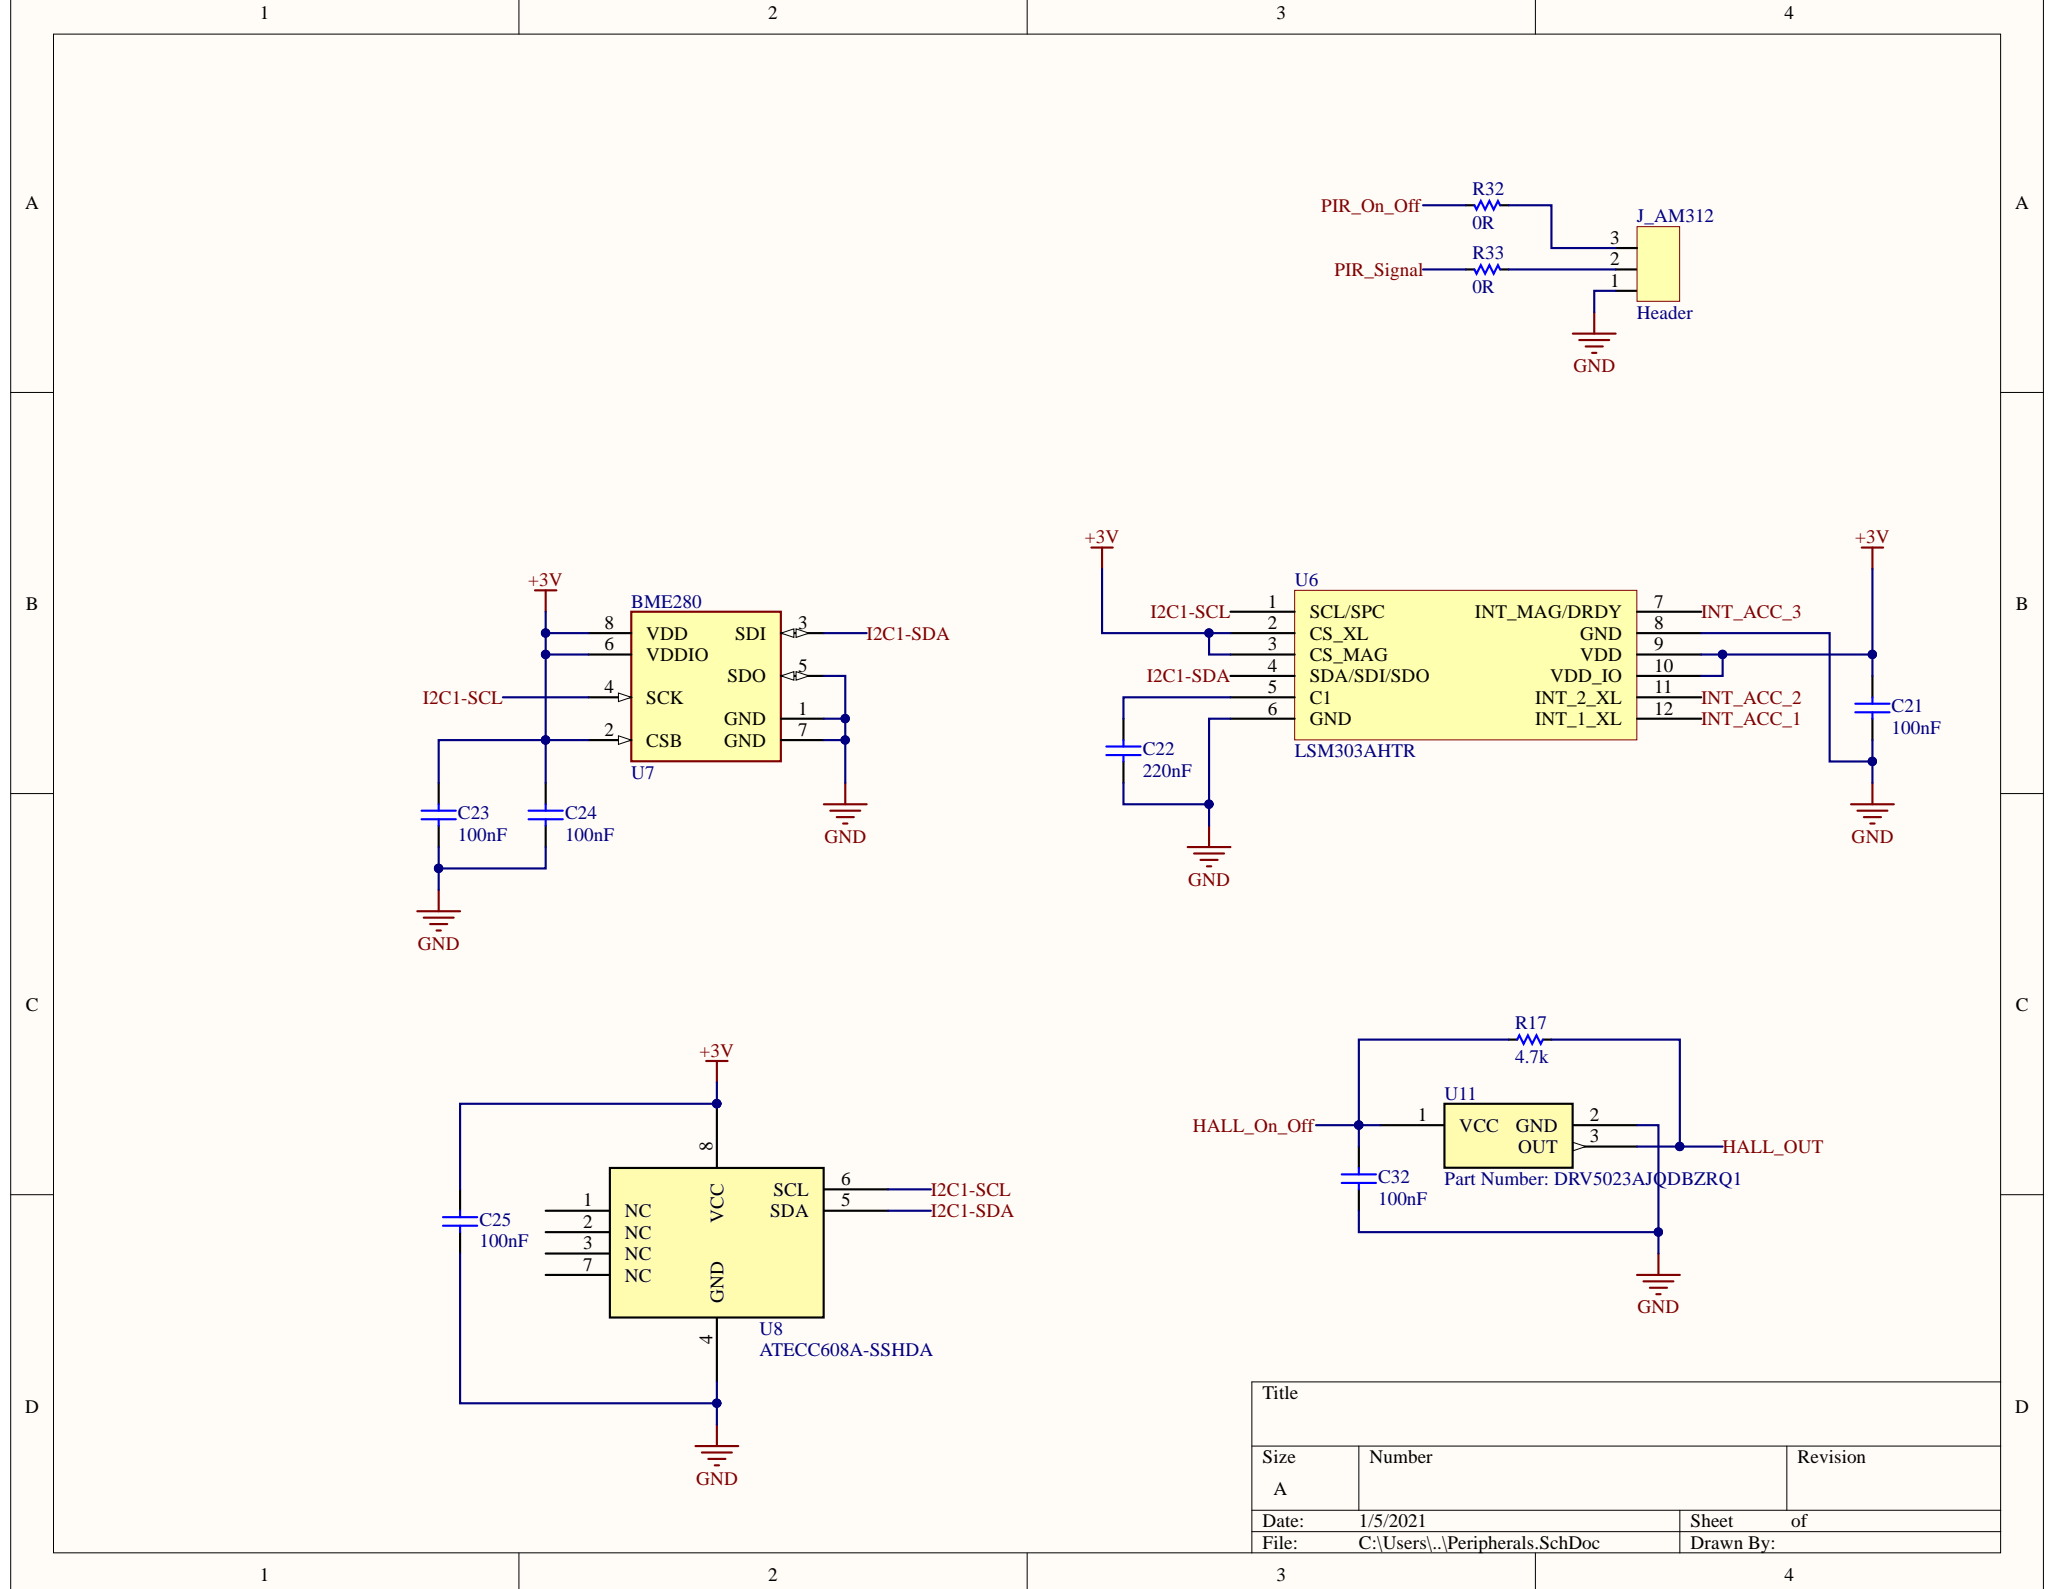 1 2 3 4
A A
R32
PIR_On_Off
0R
J_AM312
3
R33
2
PIR_Signal
0R
1
Header
GND
B B
+3V
BME280
8 VDD SDI 3 I2C1-SDA
6 VDDIO
SDO 5
I2C1-SCL 4 SCK
GND 1
2 CSB GND 7
U7
C23
100nF
C24
100nF
GND
GND
+3V
+3V
U6
I2C1-SCL 1 SCL/SPC INT_MAG/DRDY 7 INT_ACC_3
2 CS_XL GND 8
3 CS_MAG VDD 9
I2C1-SDA 4 SDA/SDI/SDO VDD_IO 10
5 C1 INT_2_XL 11 INT_ACC_2
6 GND INT_1_XL 12 INT_ACC_1
LSM303AHTR
C22
220nF
C21
100nF
GND
GND
C C
+3V
8
VCC
SCL 6 I2C1-SCL
SDA 5 I2C1-SDA
1 NC
2 NC
3 NC
7 NC
C25
100nF
GND
4
U8
ATECC608A-SSHDA
GND
R17
4.7k
U11
HALL_On_Off 1 VCC GND 2
OUT 3 HALL_OUT
Part Number: DRV5023AJQDBZRQ1
C32
100nF
GND
D D
Title
Size Number Revision
A
Date: 1/5/2021 Sheet of
File: C:\Users\..\Peripherals.SchDoc Drawn By:
1 2 3 4